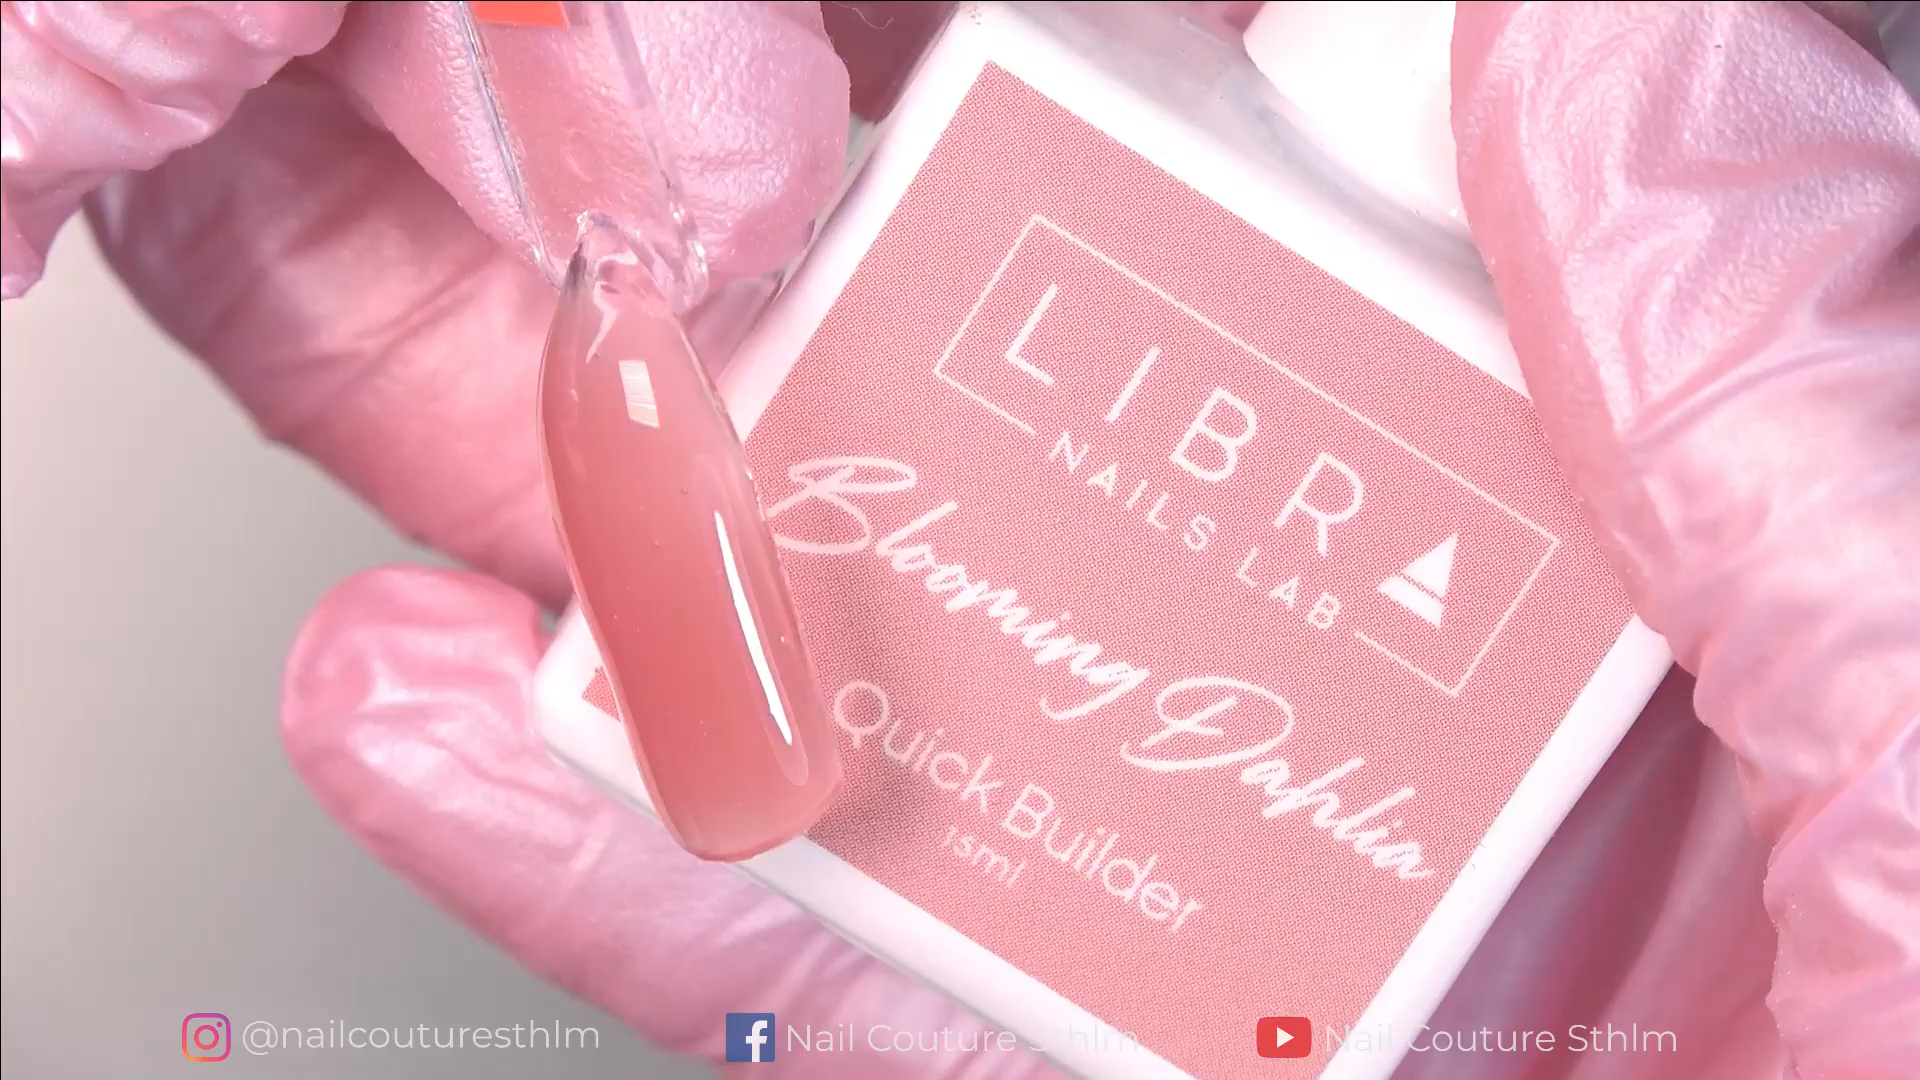 LIBRA
NAILS LAB
Blooming Dahlia
Quick Builder
15ml
@nailcouturesthlm
Nail Couture Sthlm
Nail Couture Sthlm